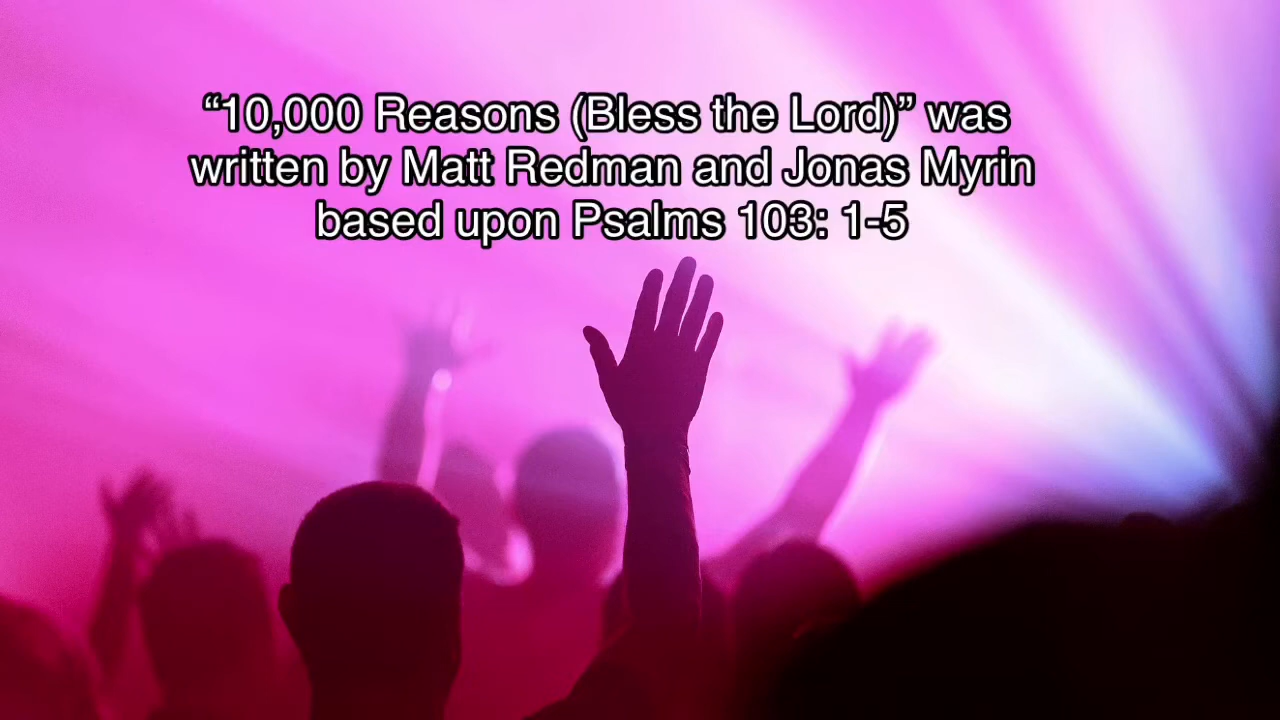 “10,000 Reasons (Bless the Lord)” was
written by Matt Redman and Jonas Myrin
based upon Psalms 103: 1-5